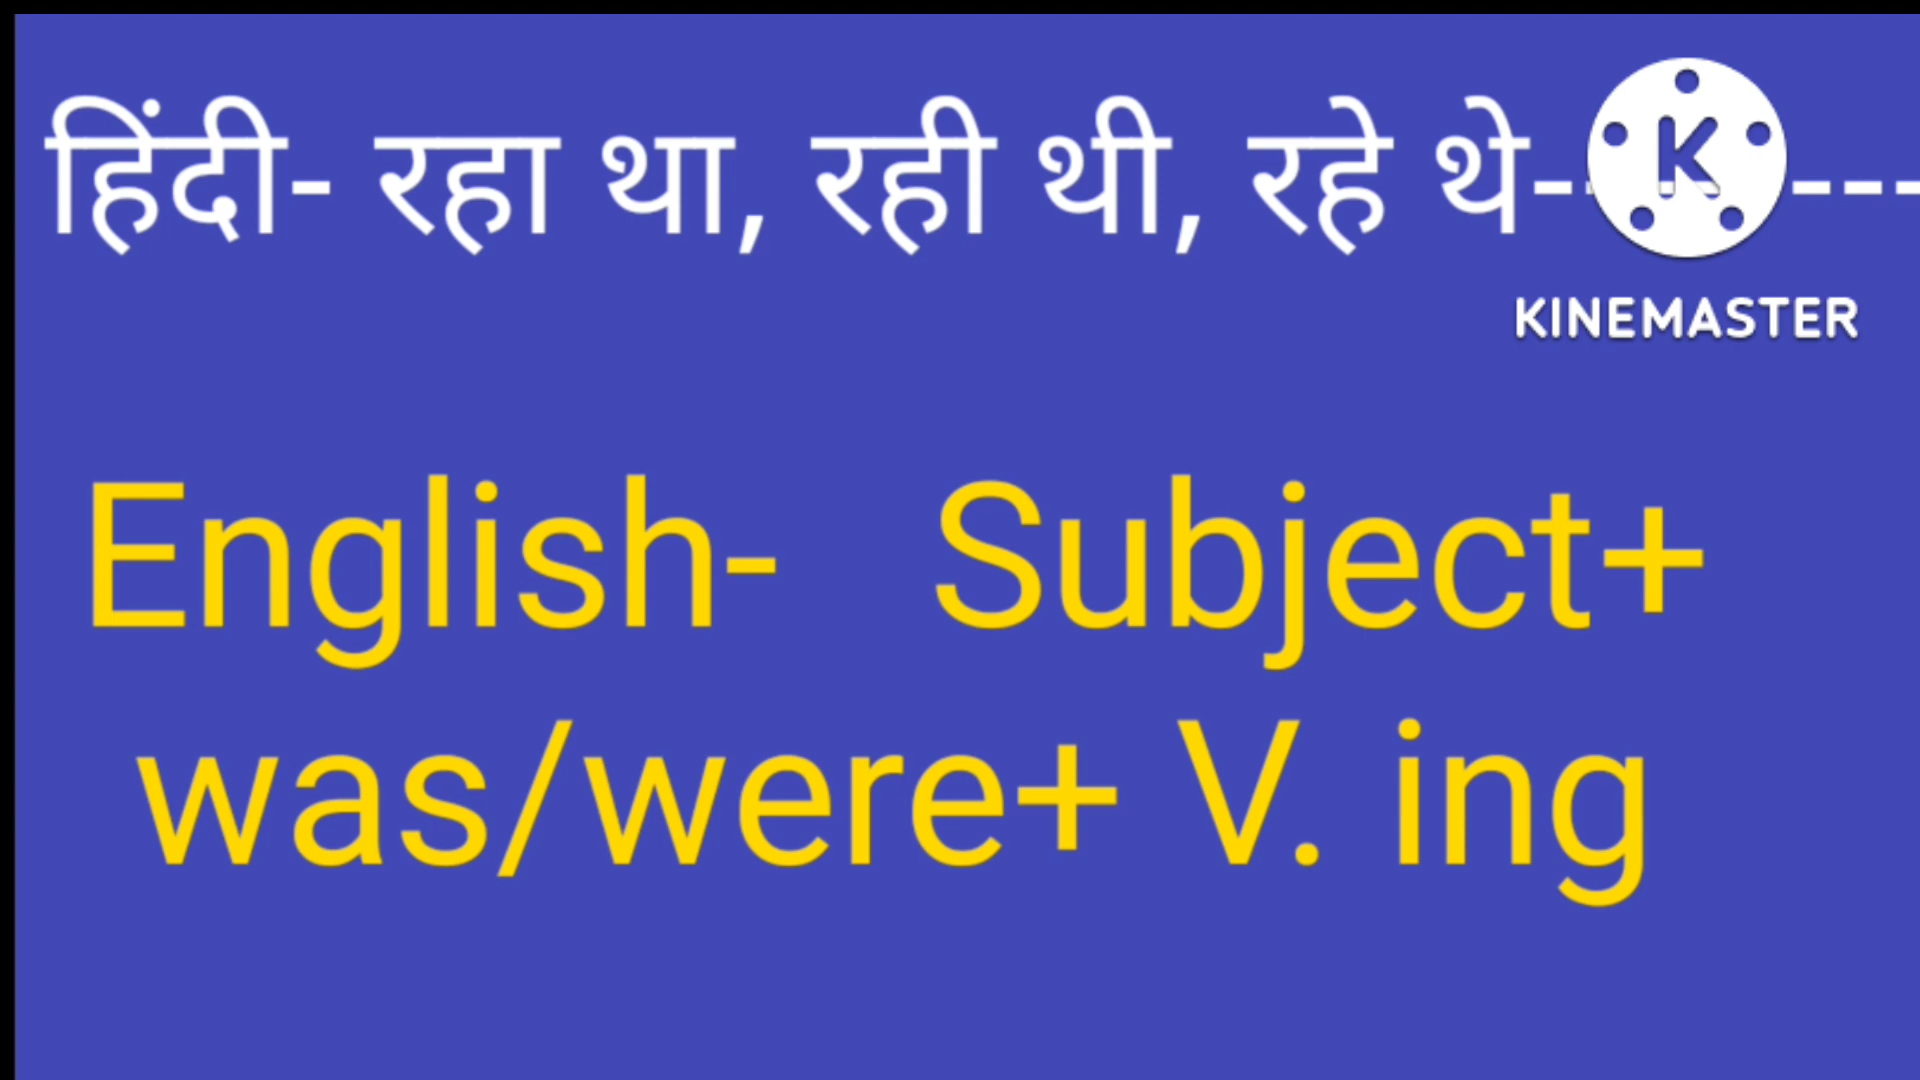 हिंदी- रहा था, रही थी, रहे थे-- ---
KINEMASTER
English- Subject+
was/were+ V. ing